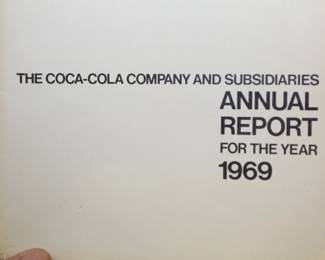 THE COCA-COLA COMPANY AND SUBSIDIARIES
ANNUAL
REPORT
FOR THE YEAR
1969